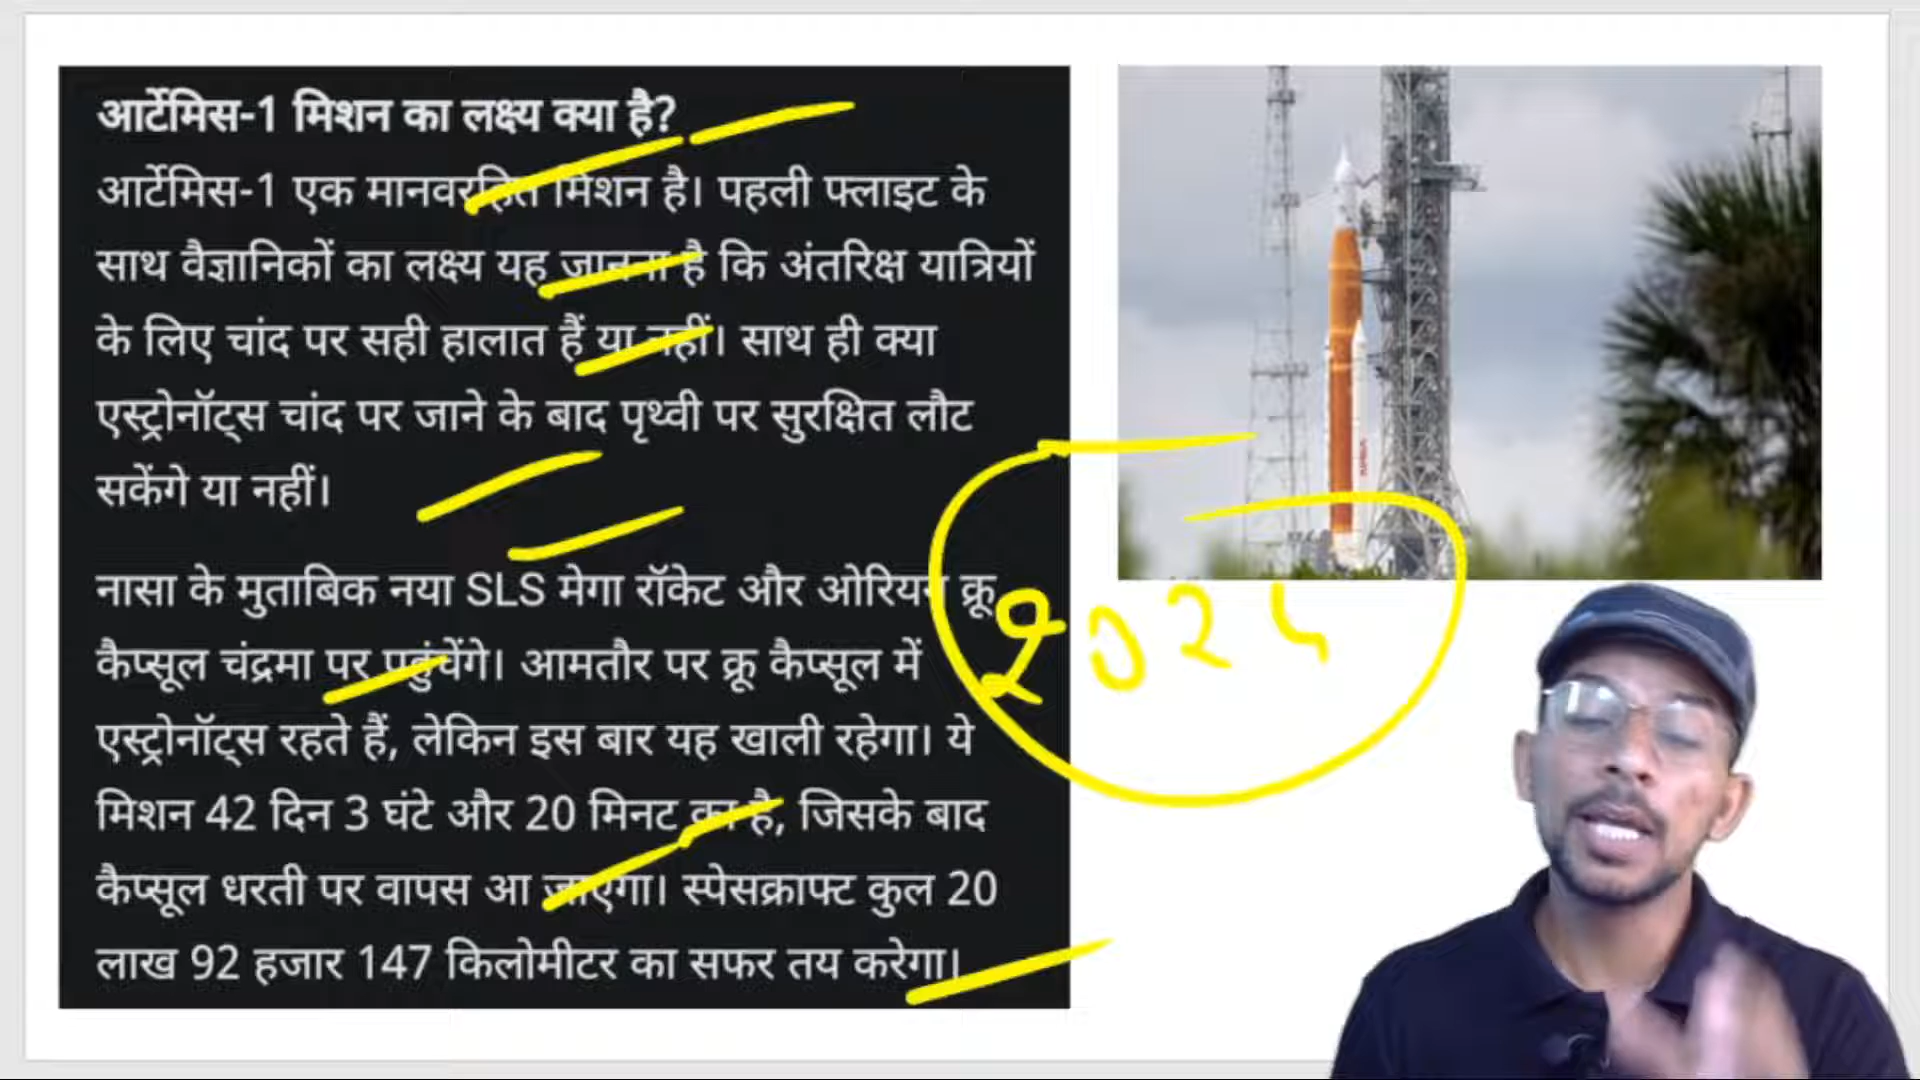 आर्टेमिस-1 मिशन का लक्ष्य क्या है?
आर्टेमिस-1 एक मानवरहित मिशन है। पहली फ्लाइट के
साथ वैज्ञानिकों का लक्ष्य यह जानना है कि अंतरिक्ष यात्रियों
के लिए चांद पर सही हालात हैं या नहीं। साथ ही क्या
एस्ट्रोनॉट्स चांद पर जाने के बाद पृथ्वी पर सुरक्षित लौट
सकेंगे या नहीं।
नासा के मुताबिक नया SLS मेगा रॉकेट और ओरियन क्रू
कैप्सूल चंद्रमा पर पहुंचेंगे। आमतौर पर क्रू कैप्सूल में
एस्ट्रोनॉट्स रहते हैं, लेकिन इस बार यह खाली रहेगा। ये
मिशन 42 दिन 3 घंटे और 20 मिनट का है, जिसके बाद
कैप्सूल धरती पर वापस आ जाएगा। स्पेसक्राफ्ट कुल 20
लाख 92 हजार 147 किलोमीटर का सफर तय करेगा।